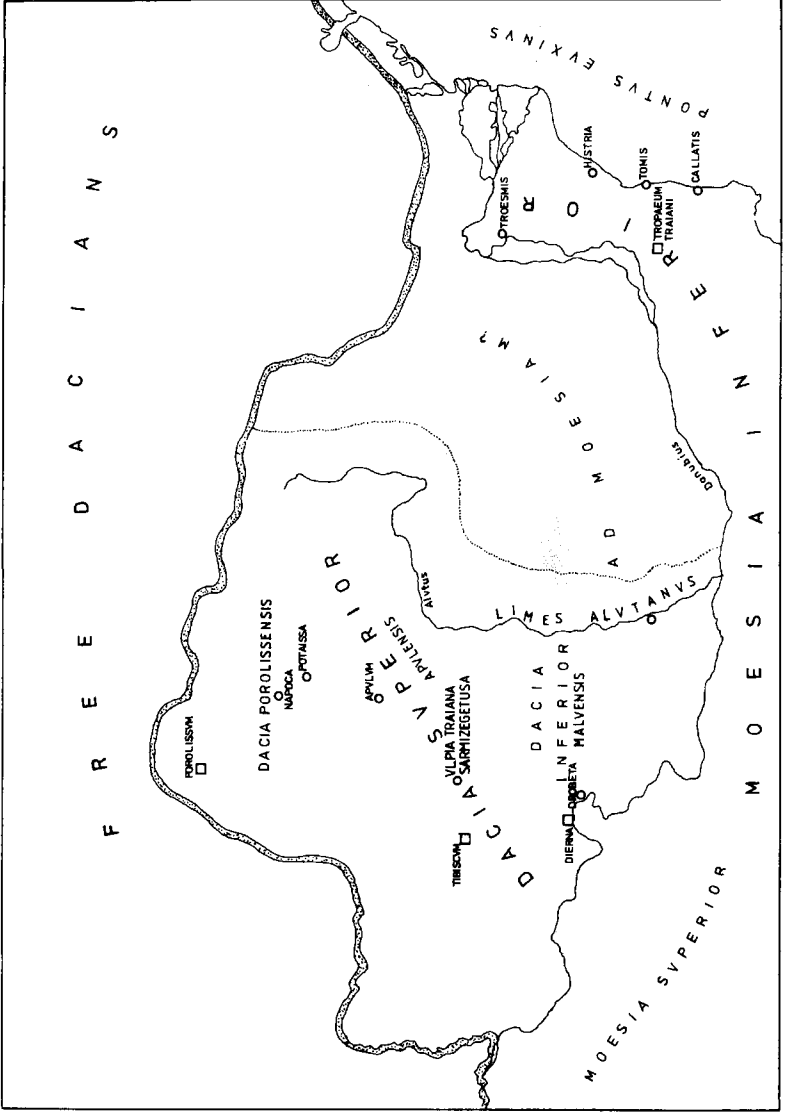 FREE DACIANS
POROLISSVM
DACIA POROLISSENSIS
NAPOCA
POTAISSA
APVLVM
DACIA SVPERIOR
APVLENSIS
VLPIA TRAIANA
SARMIZEGETUSA
TIBISCVM
DACIA
INFERIOR
MALVENSIS
DIERNA
DROBETA
Alvtus
LIMES ALVTANVS
AD MOESIAM?
Danubius
TROESMIS
HISTRIA
TOMIS
CALLATIS
TROPAEUM
TRAIANI
PONTVS EVXINVS
MOESIA INFERIOR
MOESIA SVPERIOR